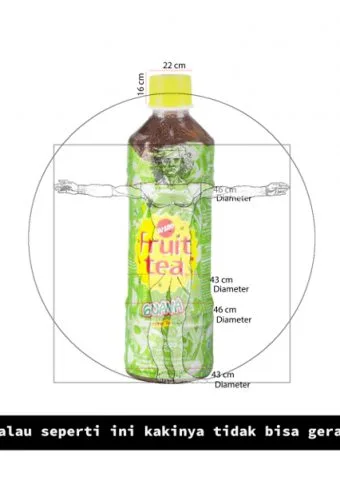 22 cm
16 cm
46 cm
Diameter
fruit
tea
43 cm
Diameter
GUAVA
46 cm
Diameter
43 cm
Diameter
alau seperti ini kakinya tidak bisa gera